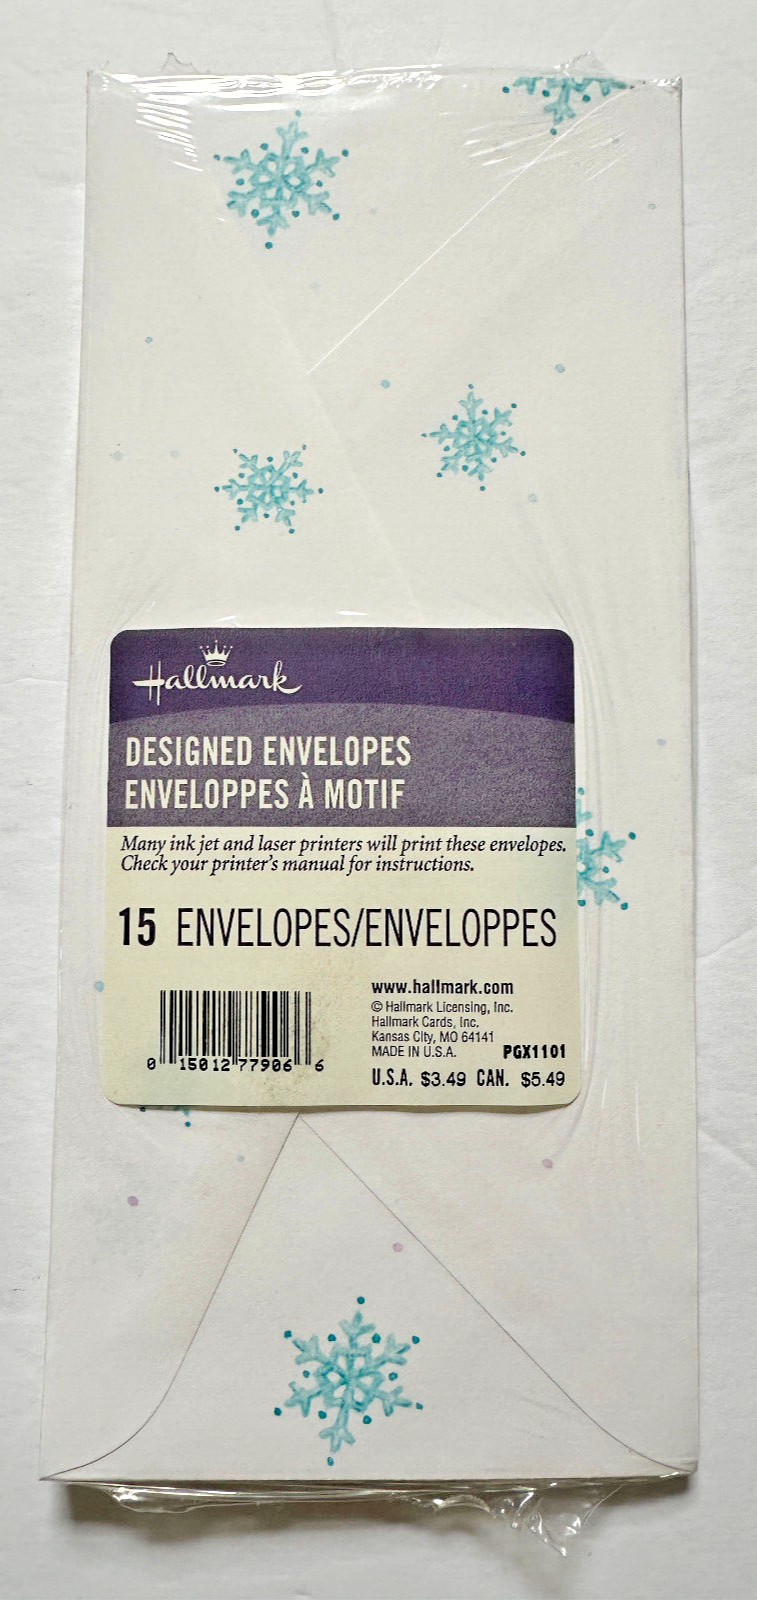 Hallmark
DESIGNED ENVELOPES
ENVELOPPES À MOTIF
Many ink jet and laser printers will print these envelopes.
Check your printer's manual for instructions.
15 ENVELOPES/ENVELOPPES
www.hallmark.com
© Hallmark Licensing, Inc.
Hallmark Cards, Inc.
Kansas City, MO 64141
MADE IN U.S.A. PGX1101
U.S.A. $3.49 CAN. $5.49
0 15012 77906 6